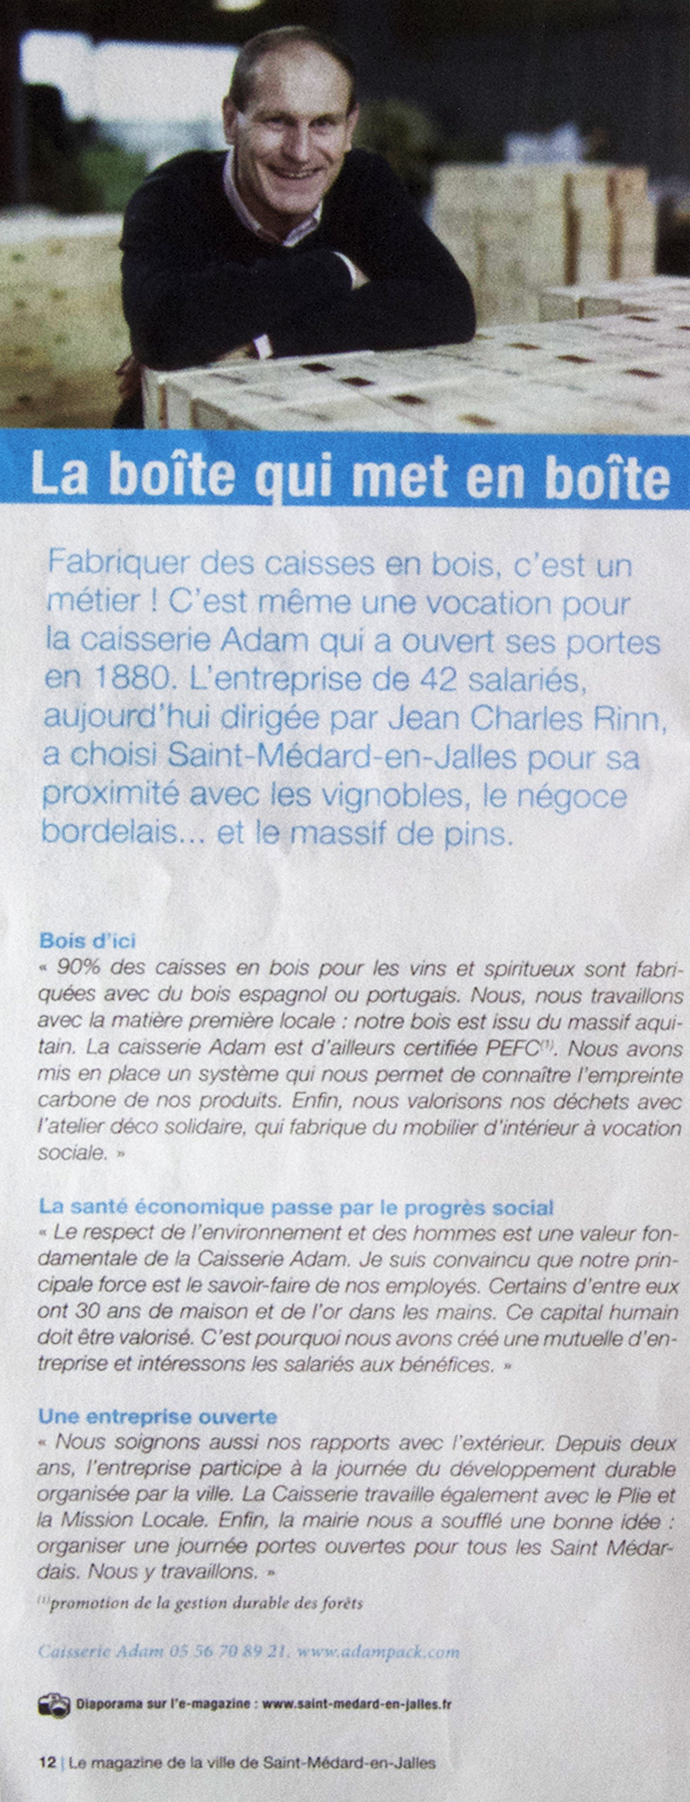 La boîte qui met en boîte
Fabriquer des caisses en bois, c'est un
métier ! C'est même une vocation pour
la caisserie Adam qui a ouvert ses portes
en 1880. L'entreprise de 42 salariés,
aujourd'hui dirigée par Jean Charles Rinn,
a choisi Saint-Médard-en-Jalles pour sa
proximité avec les vignobles, le négoce
bordelais... et le massif de pins.
Bois d'ici
« 90% des caisses en bois pour les vins et spiritueux sont fabri-
quées avec du bois espagnol ou portugais. Nous, nous travaillons
avec la matière première locale : notre bois est issu du massif aqui-
tain. La caisserie Adam est d'ailleurs certifiée PEFC(1). Nous avons
mis en place un système qui nous permet de connaître l'empreinte
carbone de nos produits. Enfin, nous valorisons nos déchets avec
l'atelier déco solidaire, qui fabrique du mobilier d'intérieur à vocation
sociale. »
La santé économique passe par le progrès social
« Le respect de l'environnement et des hommes est une valeur fon-
damentale de la Caisserie Adam. Je suis convaincu que notre prin-
cipale force est le savoir-faire de nos employés. Certains d'entre eux
ont 30 ans de maison et de l'or dans les mains. Ce capital humain
doit être valorisé. C'est pourquoi nous avons créé une mutuelle d'en-
treprise et intéressons les salariés aux bénéfices. »
Une entreprise ouverte
« Nous soignons aussi nos rapports avec l'extérieur. Depuis deux
ans, l'entreprise participe à la journée du développement durable
organisée par la ville. La Caisserie travaille également avec le Plie et
la Mission Locale. Enfin, la mairie nous a soufflé une bonne idée :
organiser une journée portes ouvertes pour tous les Saint Médar-
dais. Nous y travaillons. »
(1)promotion de la gestion durable des forêts
Caisserie Adam 05 56 70 89 21. www.adampack.com
Diaporama sur l'e-magazine : www.saint-medard-en-jalles.fr
12 | Le magazine de la ville de Saint-Médard-en-Jalles